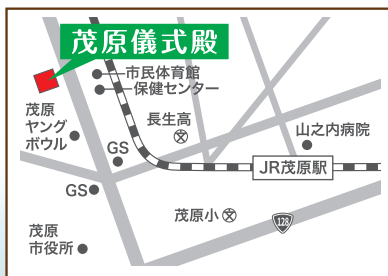 茂原儀式殿
市民体育館
保健センター
茂原
ヤング
ボウル
長生高
山之内病院
GS
JR茂原駅
GS
茂原小
128
茂原
市役所